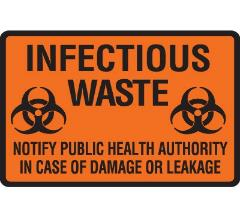 INFECTIOUS
WASTE
NOTIFY PUBLIC HEALTH AUTHORITY
IN CASE OF DAMAGE OR LEAKAGE